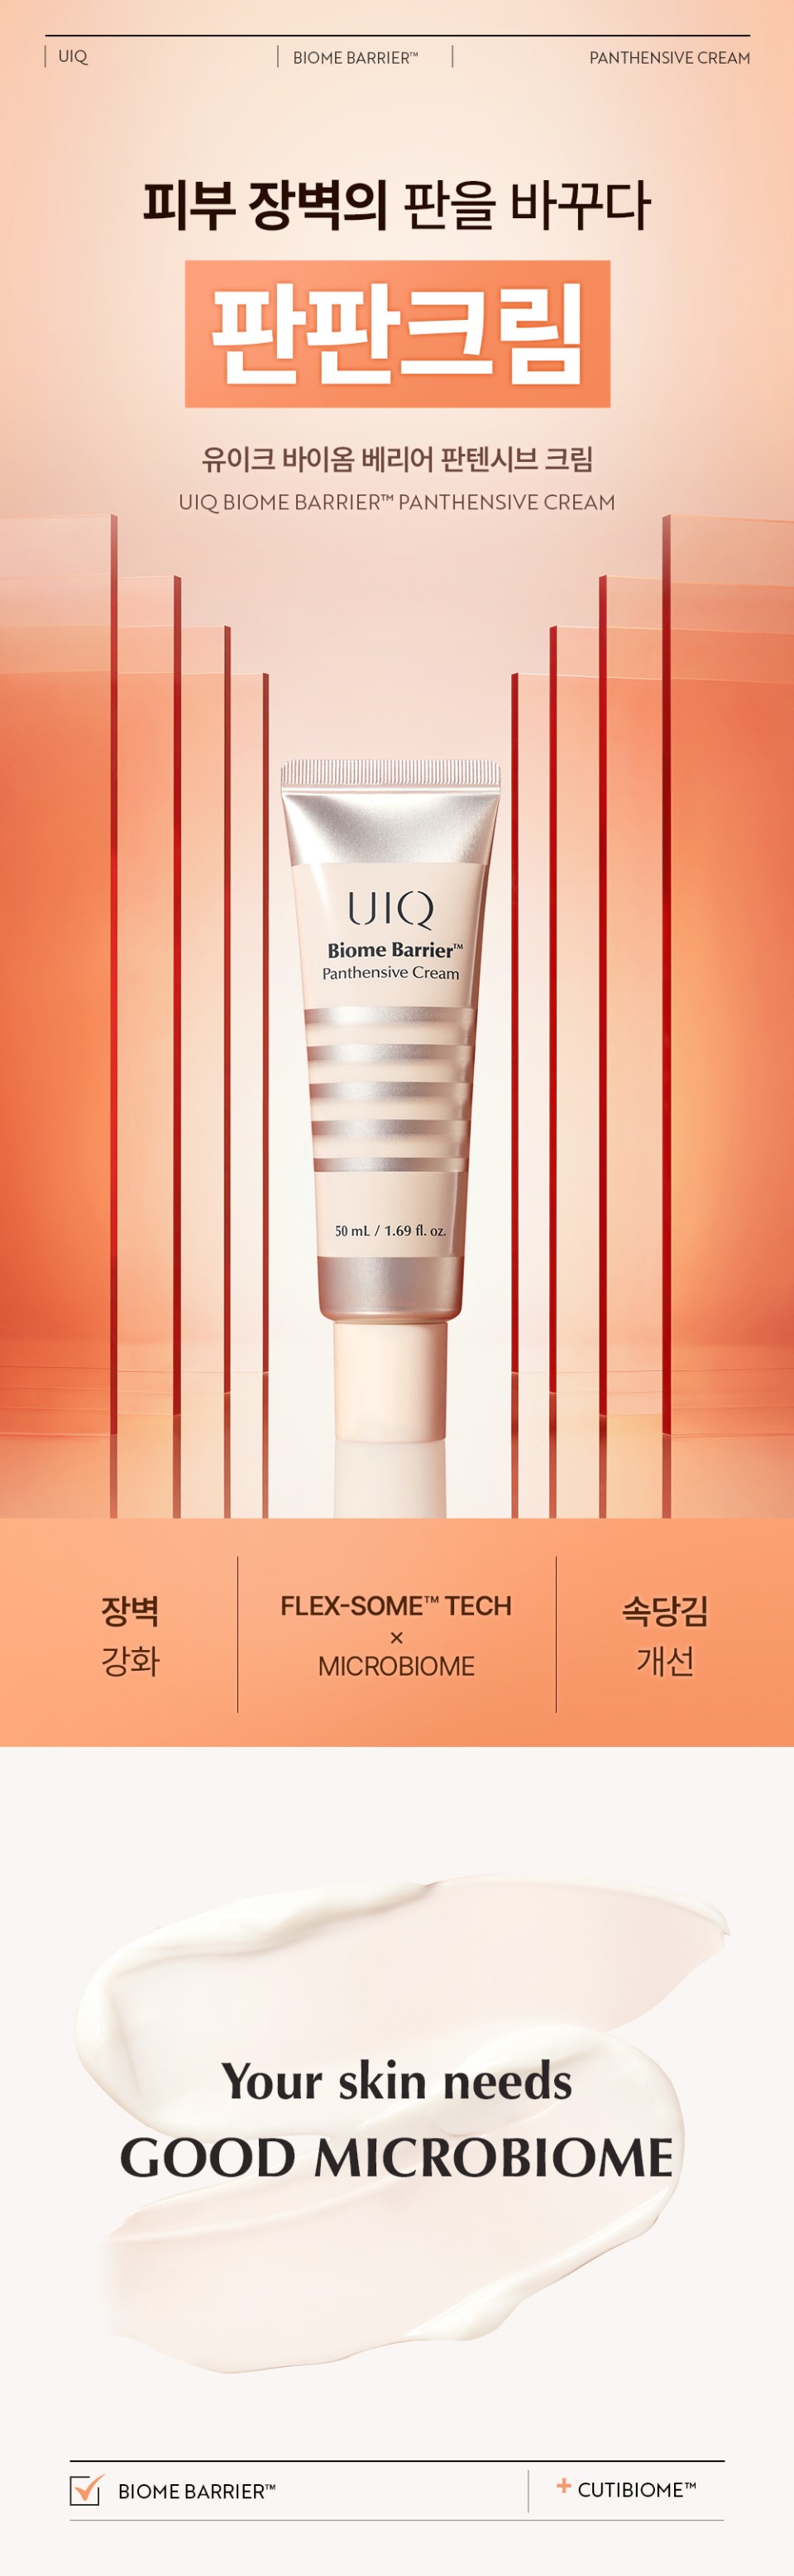 UIQ
BIOME BARRIER™
PANTHENSIVE CREAM
피부 장벽의 판을 바꾸다
판판크림
유이크 바이옴 베리어 판텐시브 크림
UIQ BIOME BARRIER™ PANTHENSIVE CREAM
UIQ
Biome Barrier™
Panthensive Cream
50 mL / 1.69 fl. oz.
장벽
강화
FLEX-SOME™ TECH
×
MICROBIOME
속당김
개선
Your skin needs
GOOD MICROBIOME
BIOME BARRIER™
+ CUTIBIOME™